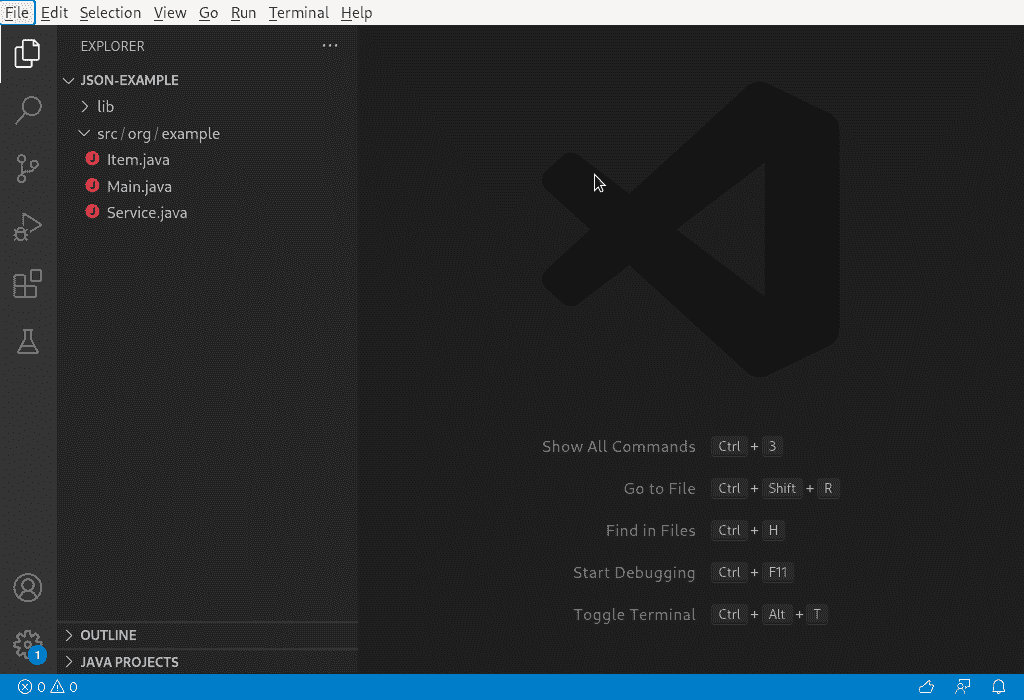 File Edit Selection View Go Run Terminal Help
EXPLORER ...
JSON-EXAMPLE
lib
src / org / example
J Item.java
J Main.java
J Service.java
Show All Commands Ctrl + 3
Go to File Ctrl + Shift + R
Find in Files Ctrl + H
Start Debugging Ctrl + F11
Toggle Terminal Ctrl + Alt + T
OUTLINE
1
JAVA PROJECTS
0 0